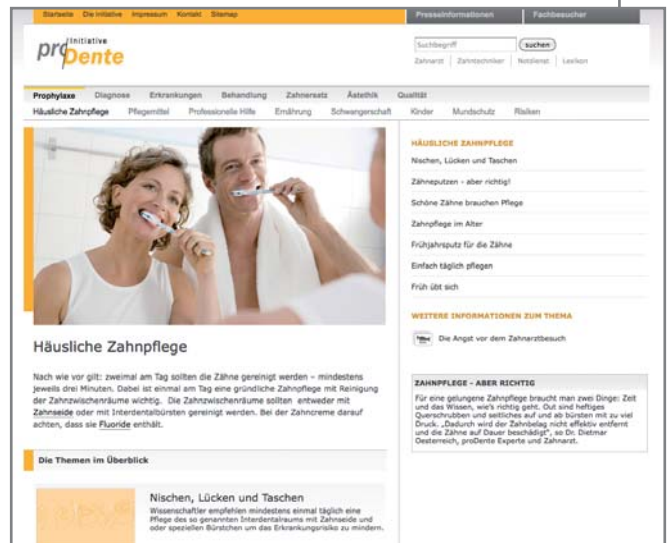 Startseite Die Initiative Impressum Kontakt Sitemap
Presseinformationen Fachbesucher
Initiative
proDente
Suchbegriff suchen
Zahnarzt Zahntechniker Notdienst Lexikon
Prophylaxe Diagnose Erkrankungen Behandlung Zahnersatz Ästethik Qualität
Häusliche Zahnpflege Pflegemittel Professionelle Hilfe Ernährung Schwangerschaft Kinder Mundschutz Risiken
HÄUSLICHE ZAHNPFLEGE
Nischen, Lücken und Taschen
Zähneputzen - aber richtig!
Schöne Zähne brauchen Pflege
Zahnpflege im Alter
Frühjahrsputz für die Zähne
Einfach täglich pflegen
Früh übt sich
WEITERE INFORMATIONEN ZUM THEMA
Die Angst vor dem Zahnarztbesuch
Häusliche Zahnpflege
Nach wie vor gilt: zweimal am Tag sollten die Zähne gereinigt werden – mindestens
jeweils drei Minuten. Dabei ist einmal am Tag eine gründliche Zahnpflege mit Reinigung
der Zahnzwischenräume wichtig. Die Zahnzwischenräume sollten entweder mit
Zahnseide oder mit Interdentalbürsten gereinigt werden. Bei der Zahncreme darauf
achten, dass sie Fluoride enthält.
ZAHNPFLEGE - ABER RICHTIG
Für eine gelungene Zahnpflege braucht man zwei Dinge: Zeit
und das Wissen, wie's richtig geht. Out sind heftiges
Querschrubben und seitliches auf und ab bürsten mit zu viel
Druck. „Dadurch wird der Zahnbelag nicht effektiv entfernt
und die Zähne auf Dauer beschädigt", so Dr. Dietmar
Oesterreich, proDente Experte und Zahnarzt.
Die Themen im Überblick
Nischen, Lücken und Taschen
Wissenschaftler empfehlen mindestens einmal täglich eine
Pflege des so genannten Interdentalraums mit Zahnseide und
oder speziellen Bürstchen um das Erkrankungsrisiko zu mindern.